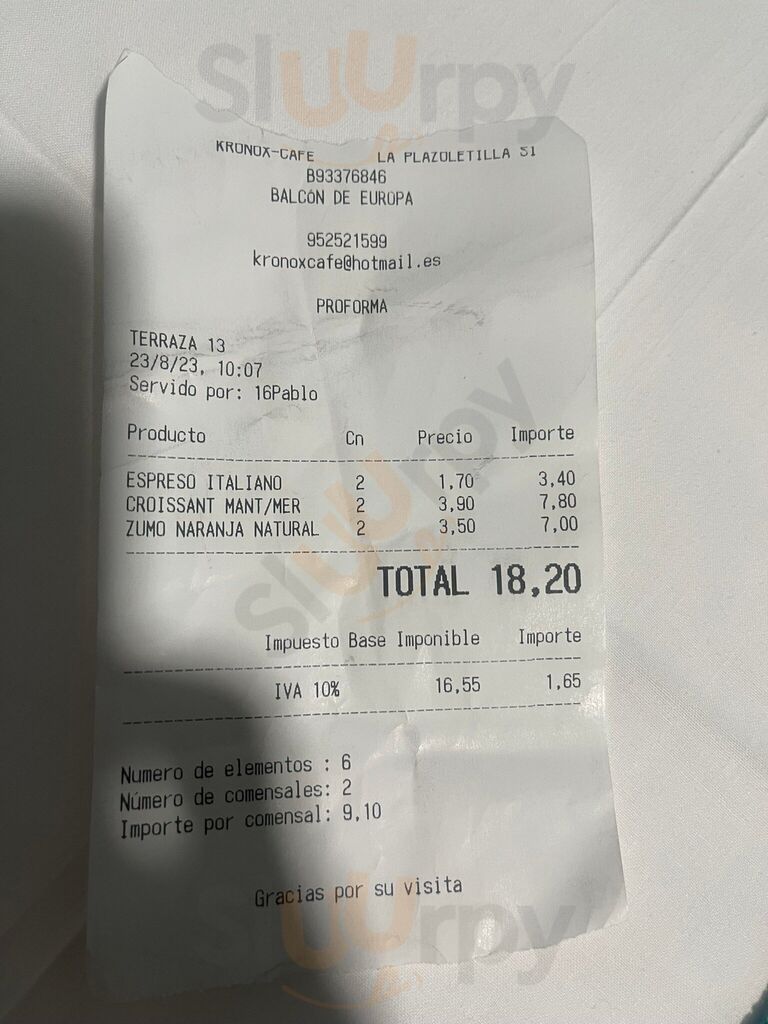 Sluurpy
KRONOX-CAFE LA PLAZOLETILLA 51
B93376846
BALCÓN DE EUROPA
952521599
kronoxcafe@hotmail.es
PROFORMA
TERRAZA 13
23/8/23, 10:07
Servido por: 16Pablo
Producto Cn Precio Importe
ESPRESO ITALIANO 2 1,70 3,40
CROISSANT MANT/MER 2 3,90 7,80
ZUMO NARANJA NATURAL 2 3,50 7,00
Sluurpy
TOTAL 18,20
Impuesto Base Imponible Importe
IVA 10% 16,55 1,65
Numero de elementos : 6
Número de comensales: 2
Importe por comensal: 9,10
Gracias por su visita
Sluurpy